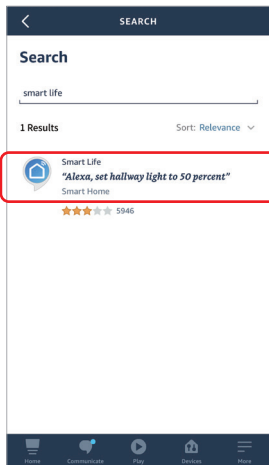 SEARCH
Search
smart life
1 Results Sort: Relevance
Smart Life
"Alexa, set hallway light to 50 percent"
Smart Home
5946
Home Communicate Play Devices More